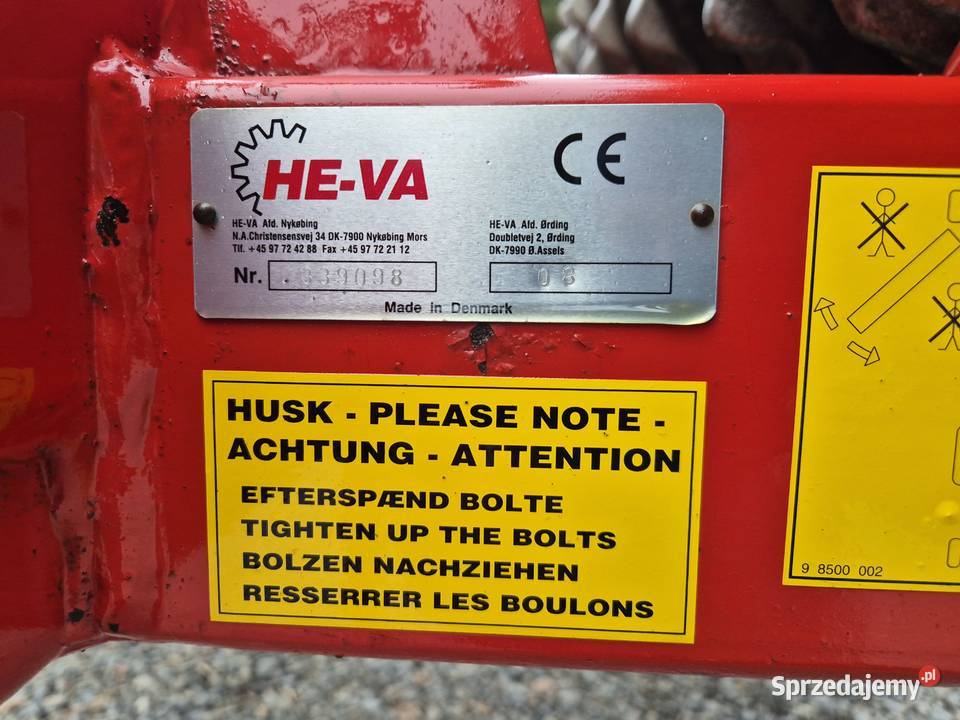 HE-VA
CE
HE-VA Afd. Nykøbing
N.A.Christensensvej 34 DK-7900 Nykøbing Mors
Tlf. +45 97 72 42 88 Fax +45 97 72 21 12
HE-VA Afd. Ørding
Doubletvej 2, Ørding
DK-7990 Ø.Assels
Nr. 339098
03
Made in Denmark
HUSK - PLEASE NOTE -
ACHTUNG - ATTENTION
EFTERSPÆND BOLTE
TIGHTEN UP THE BOLTS
BOLZEN NACHZIEHEN
RESSERRER LES BOULONS
9 8500 002
Sprzedajemy.pl